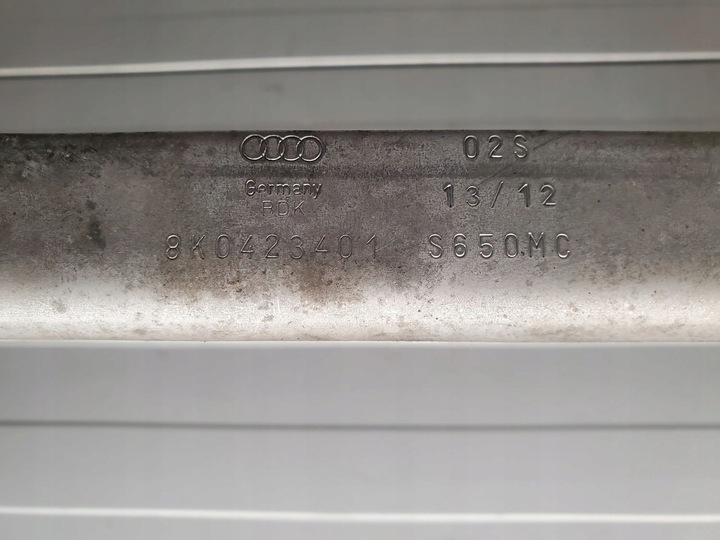 02S
Germany
RDK
13/12
8K0423401 S650MC